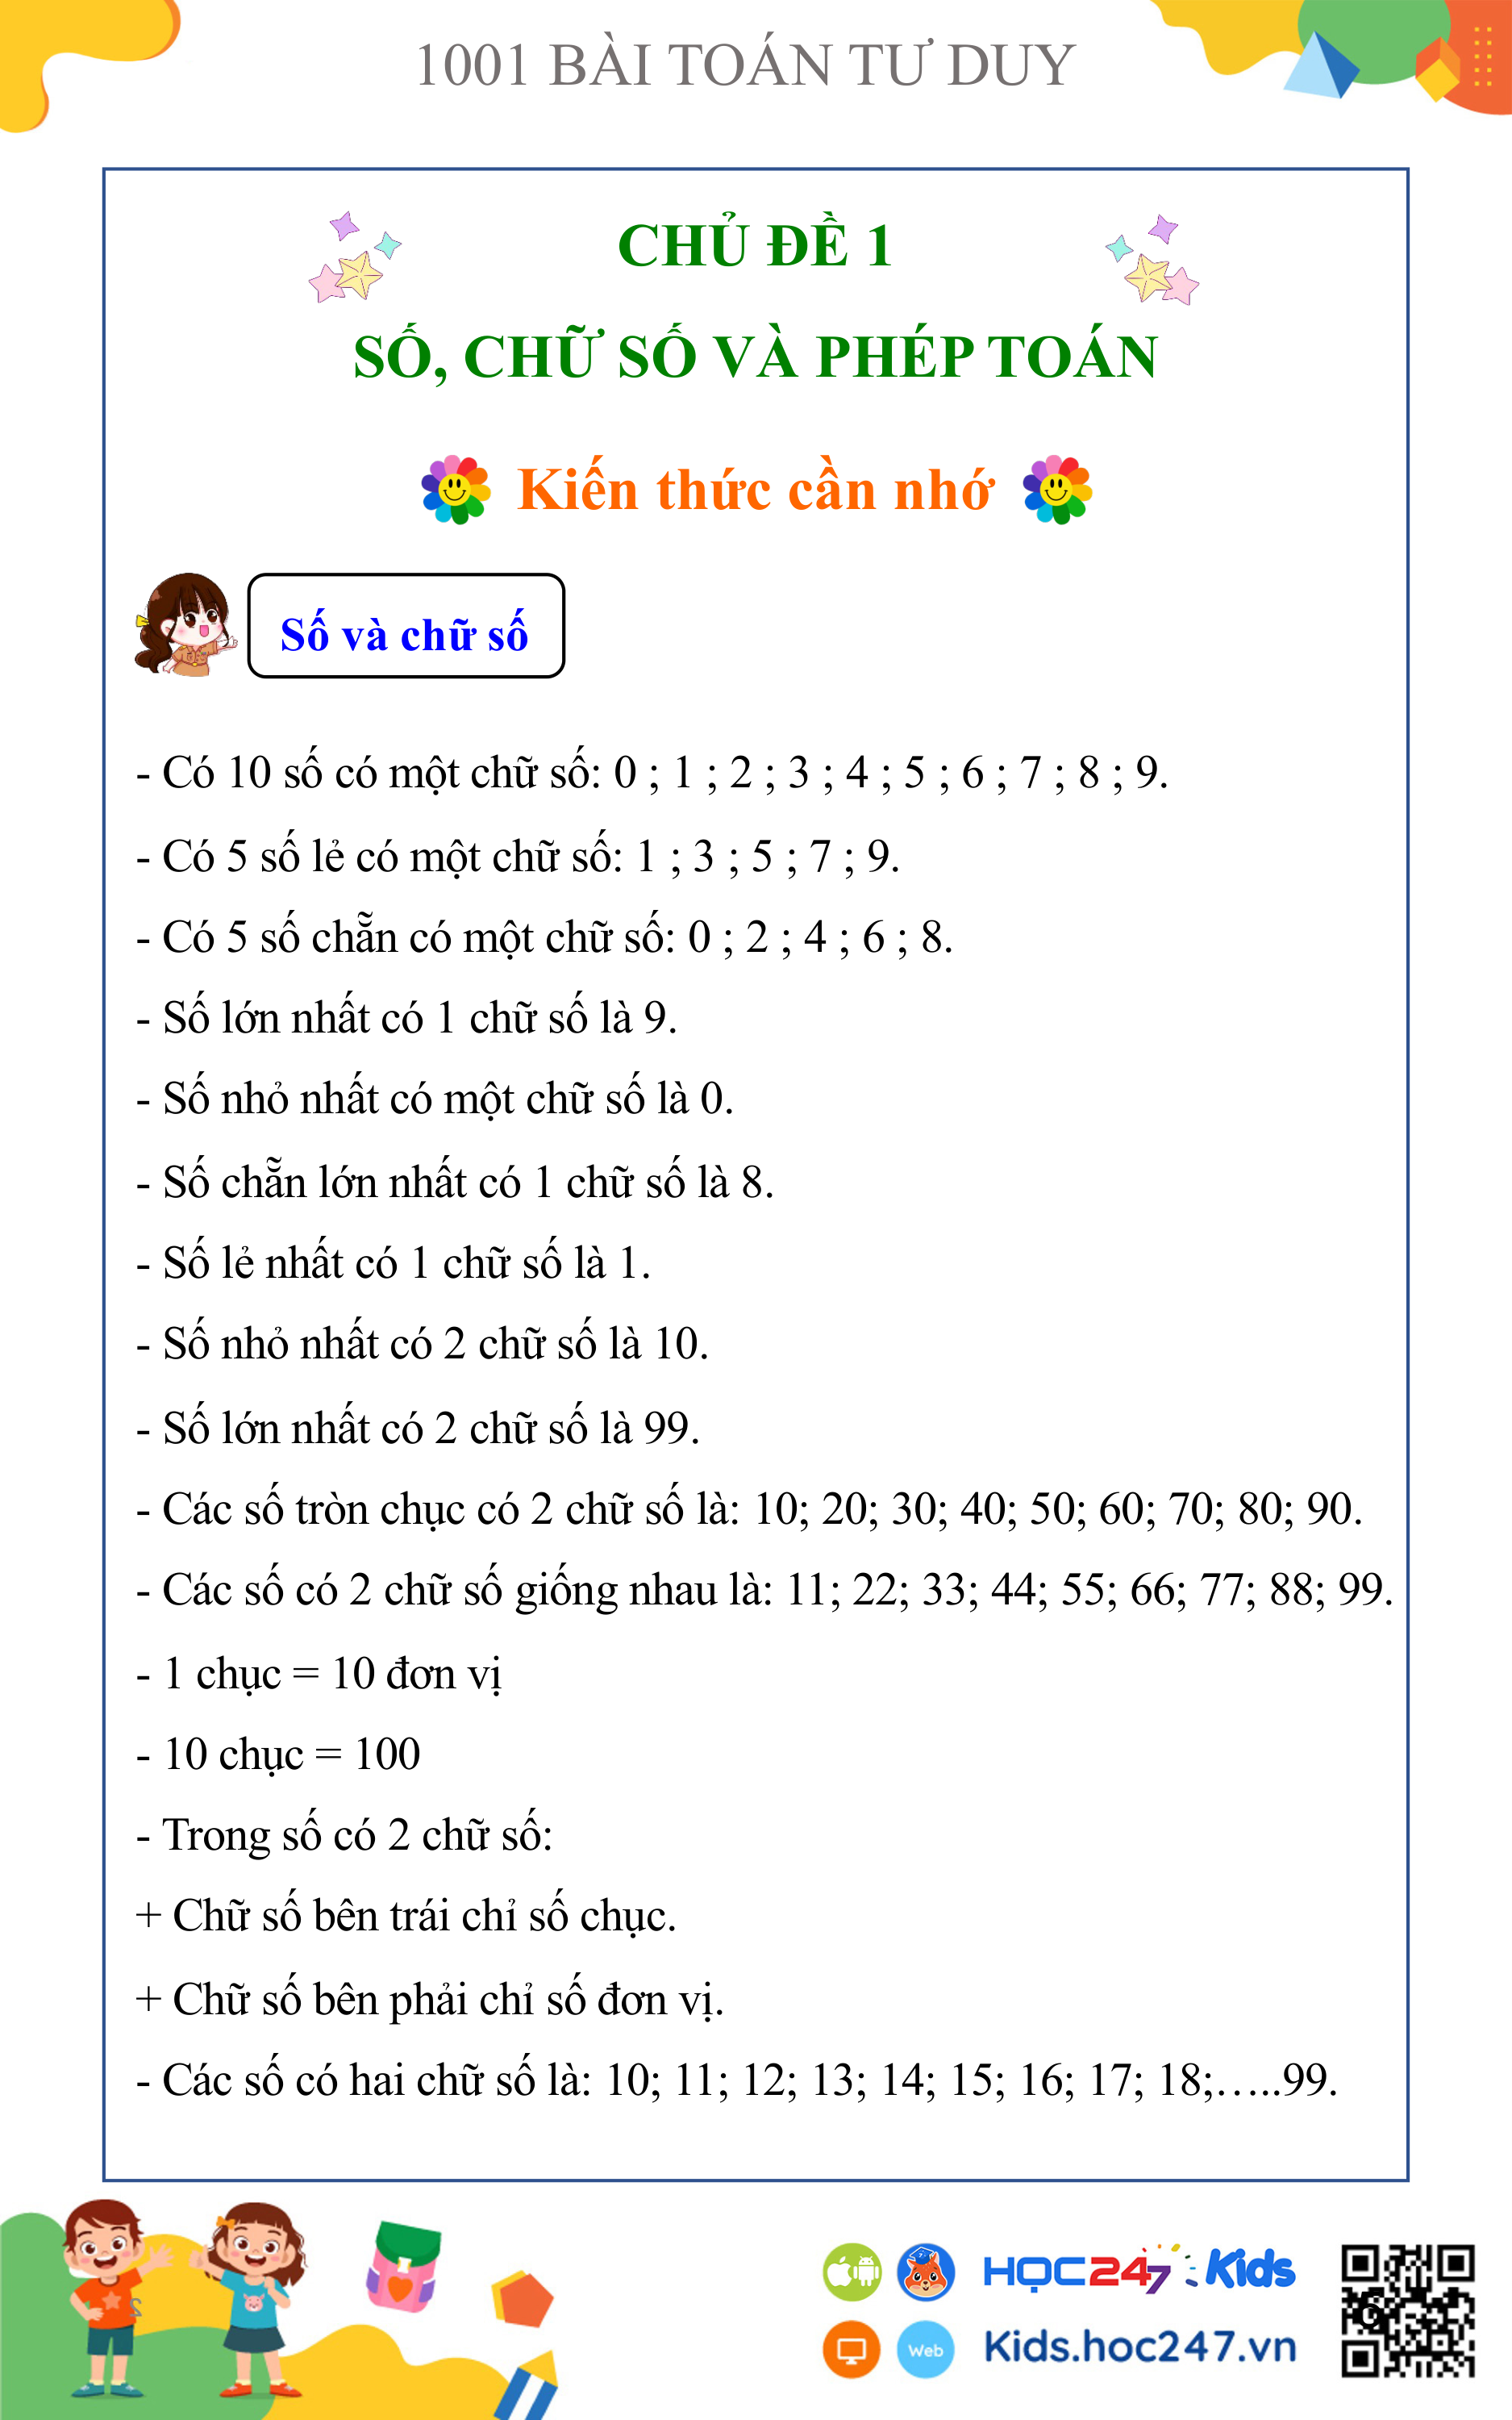 1001 BÀI TOÁN TƯ DUY
CHỦ ĐỀ 1
SỐ, CHỮ SỐ VÀ PHÉP TOÁN
Kiến thức cần nhớ
Số và chữ số
- Có 10 số có một chữ số: 0 ; 1 ; 2 ; 3 ; 4 ; 5 ; 6 ; 7 ; 8 ; 9.
- Có 5 số lẻ có một chữ số: 1 ; 3 ; 5 ; 7 ; 9.
- Có 5 số chẵn có một chữ số: 0 ; 2 ; 4 ; 6 ; 8.
- Số lớn nhất có 1 chữ số là 9.
- Số nhỏ nhất có một chữ số là 0.
- Số chẵn lớn nhất có 1 chữ số là 8.
- Số lẻ nhất có 1 chữ số là 1.
- Số nhỏ nhất có 2 chữ số là 10.
- Số lớn nhất có 2 chữ số là 99.
- Các số tròn chục có 2 chữ số là: 10; 20; 30; 40; 50; 60; 70; 80; 90.
- Các số có 2 chữ số giống nhau là: 11; 22; 33; 44; 55; 66; 77; 88; 99.
- 1 chục = 10 đơn vị
- 10 chục = 100
- Trong số có 2 chữ số:
+ Chữ số bên trái chỉ số chục.
+ Chữ số bên phải chỉ số đơn vị.
- Các số có hai chữ số là: 10; 11; 12; 13; 14; 15; 16; 17; 18;…..99.
2
HỌC247 Kids
6
Web
Kids.hoc247.vn